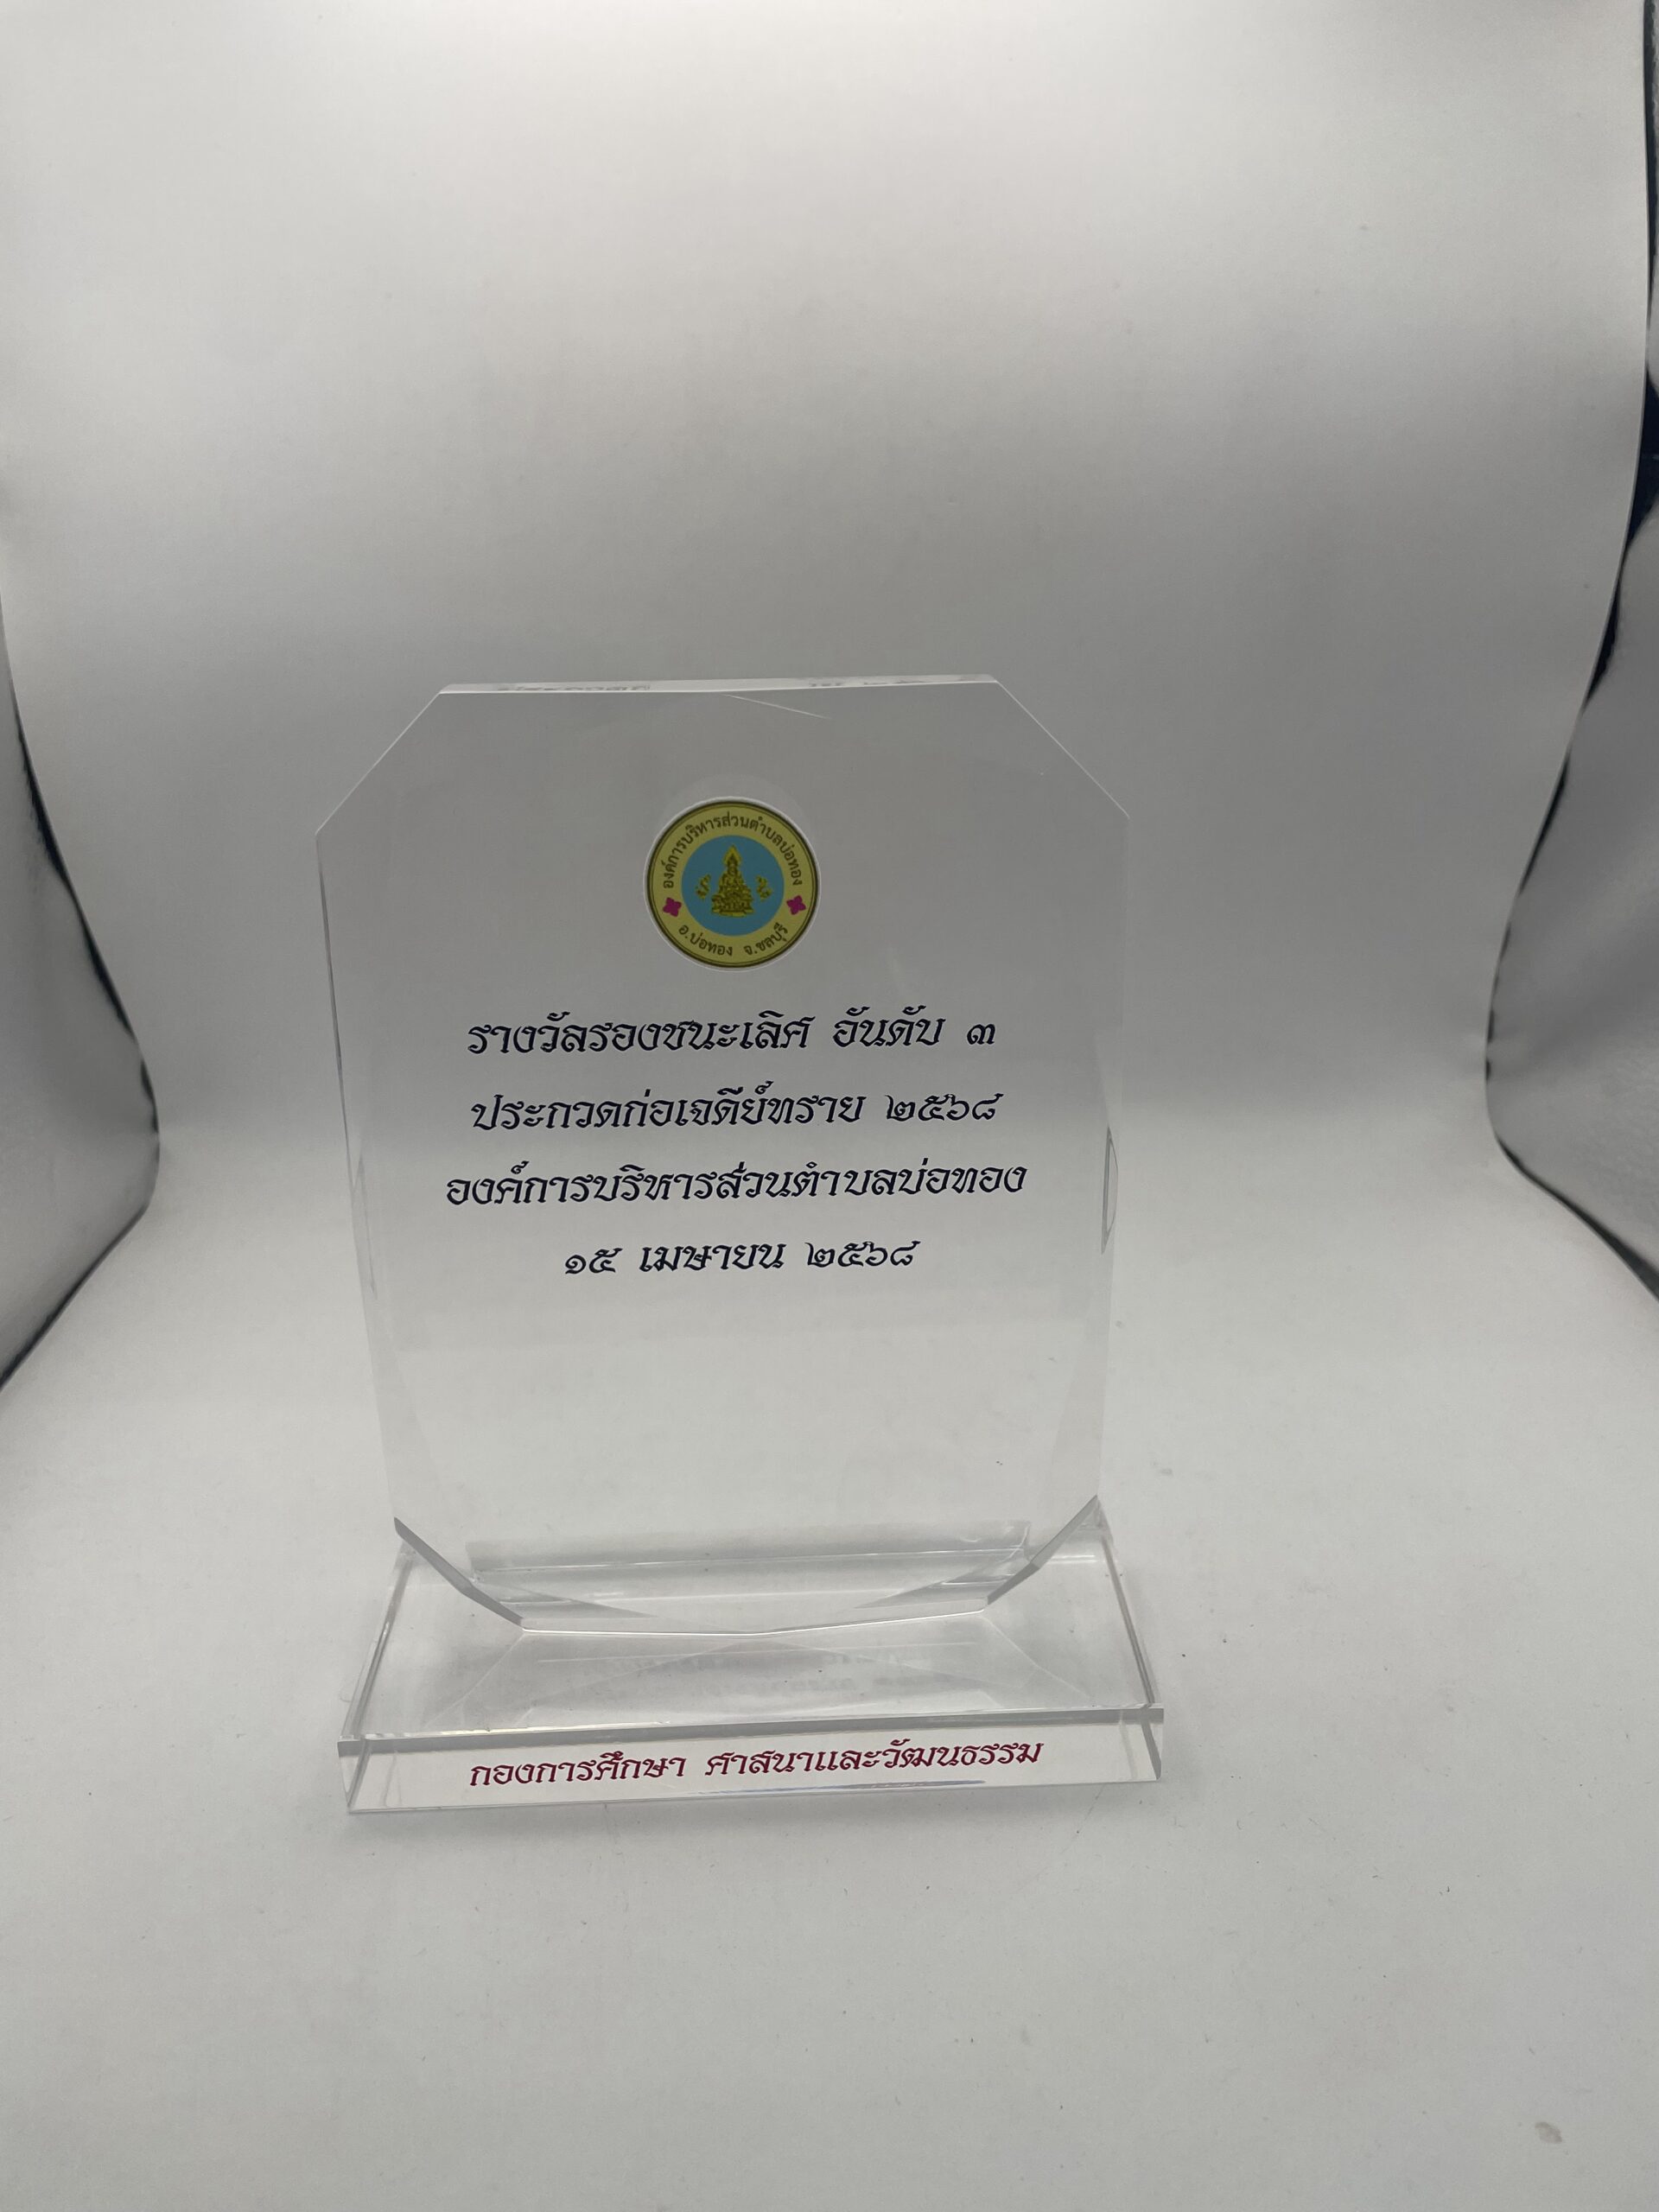 องค์การบริหารส่วนตำบลบ่อทอง
อ.บ่อทอง จ.ชลบุรี
รางวัลรองชนะเลิศ อันดับ ๓
ประกวดก่อเจดีย์ทราย ๒๕๖๘
องค์การบริหารส่วนตำบลบ่อทอง
๑๕ เมษายน ๒๕๖๘
กองการศึกษา ศาสนาและวัฒนธรรม